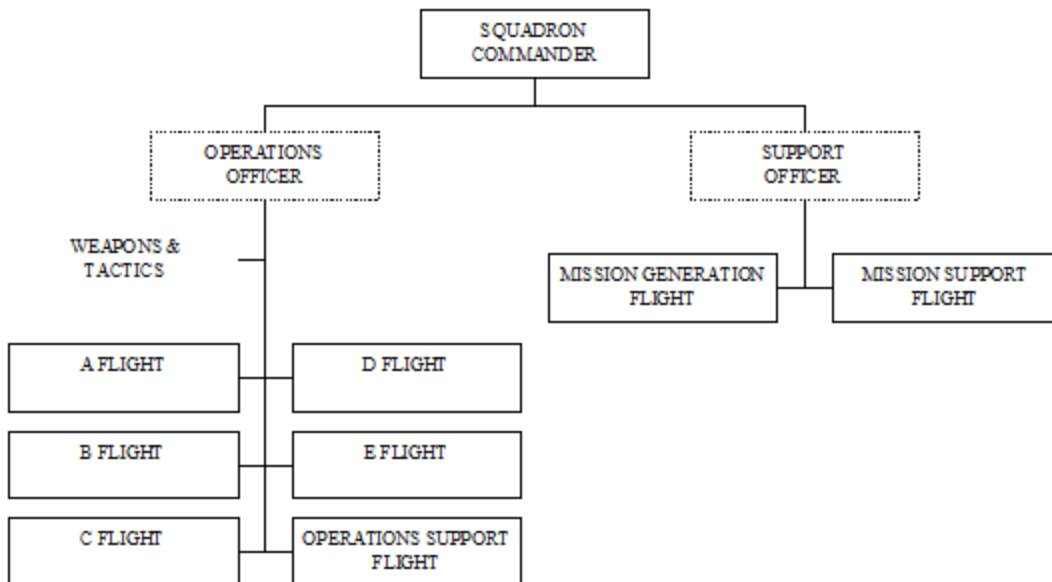 SQUADRON
COMMANDER
OPERATIONS
OFFICER
SUPPORT
OFFICER
WEAPONS &
TACTICS
MISSION GENERATION
FLIGHT
MISSION SUPPORT
FLIGHT
A FLIGHT
D FLIGHT
B FLIGHT
E FLIGHT
C FLIGHT
OPERATIONS SUPPORT
FLIGHT